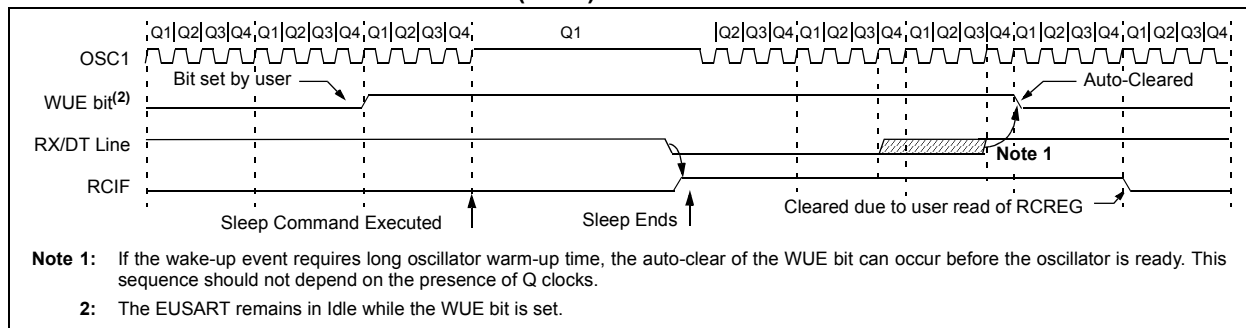 Q1 Q2 Q3 Q4 Q1 Q2 Q3 Q4 Q1 Q2 Q3 Q4 Q1 Q2 Q3 Q4 Q1 Q2 Q3 Q4 Q1 Q2 Q3 Q4 Q1 Q2 Q3 Q4 Q1 Q2 Q3 Q4
OSC1
Bit set by user
Auto-Cleared
WUE bit(2)
RX/DT Line
Note 1
RCIF
Sleep Command Executed
Sleep Ends
Cleared due to user read of RCREG
Note 1: If the wake-up event requires long oscillator warm-up time, the auto-clear of the WUE bit can occur before the oscillator is ready. This
sequence should not depend on the presence of Q clocks.
2: The EUSART remains in Idle while the WUE bit is set.